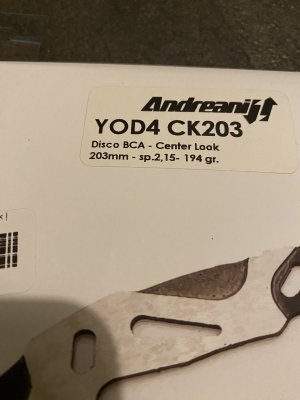 Andreani
YOD4 CK203
Disco BCA - Center Look
203mm - sp.2,15- 194 gr.